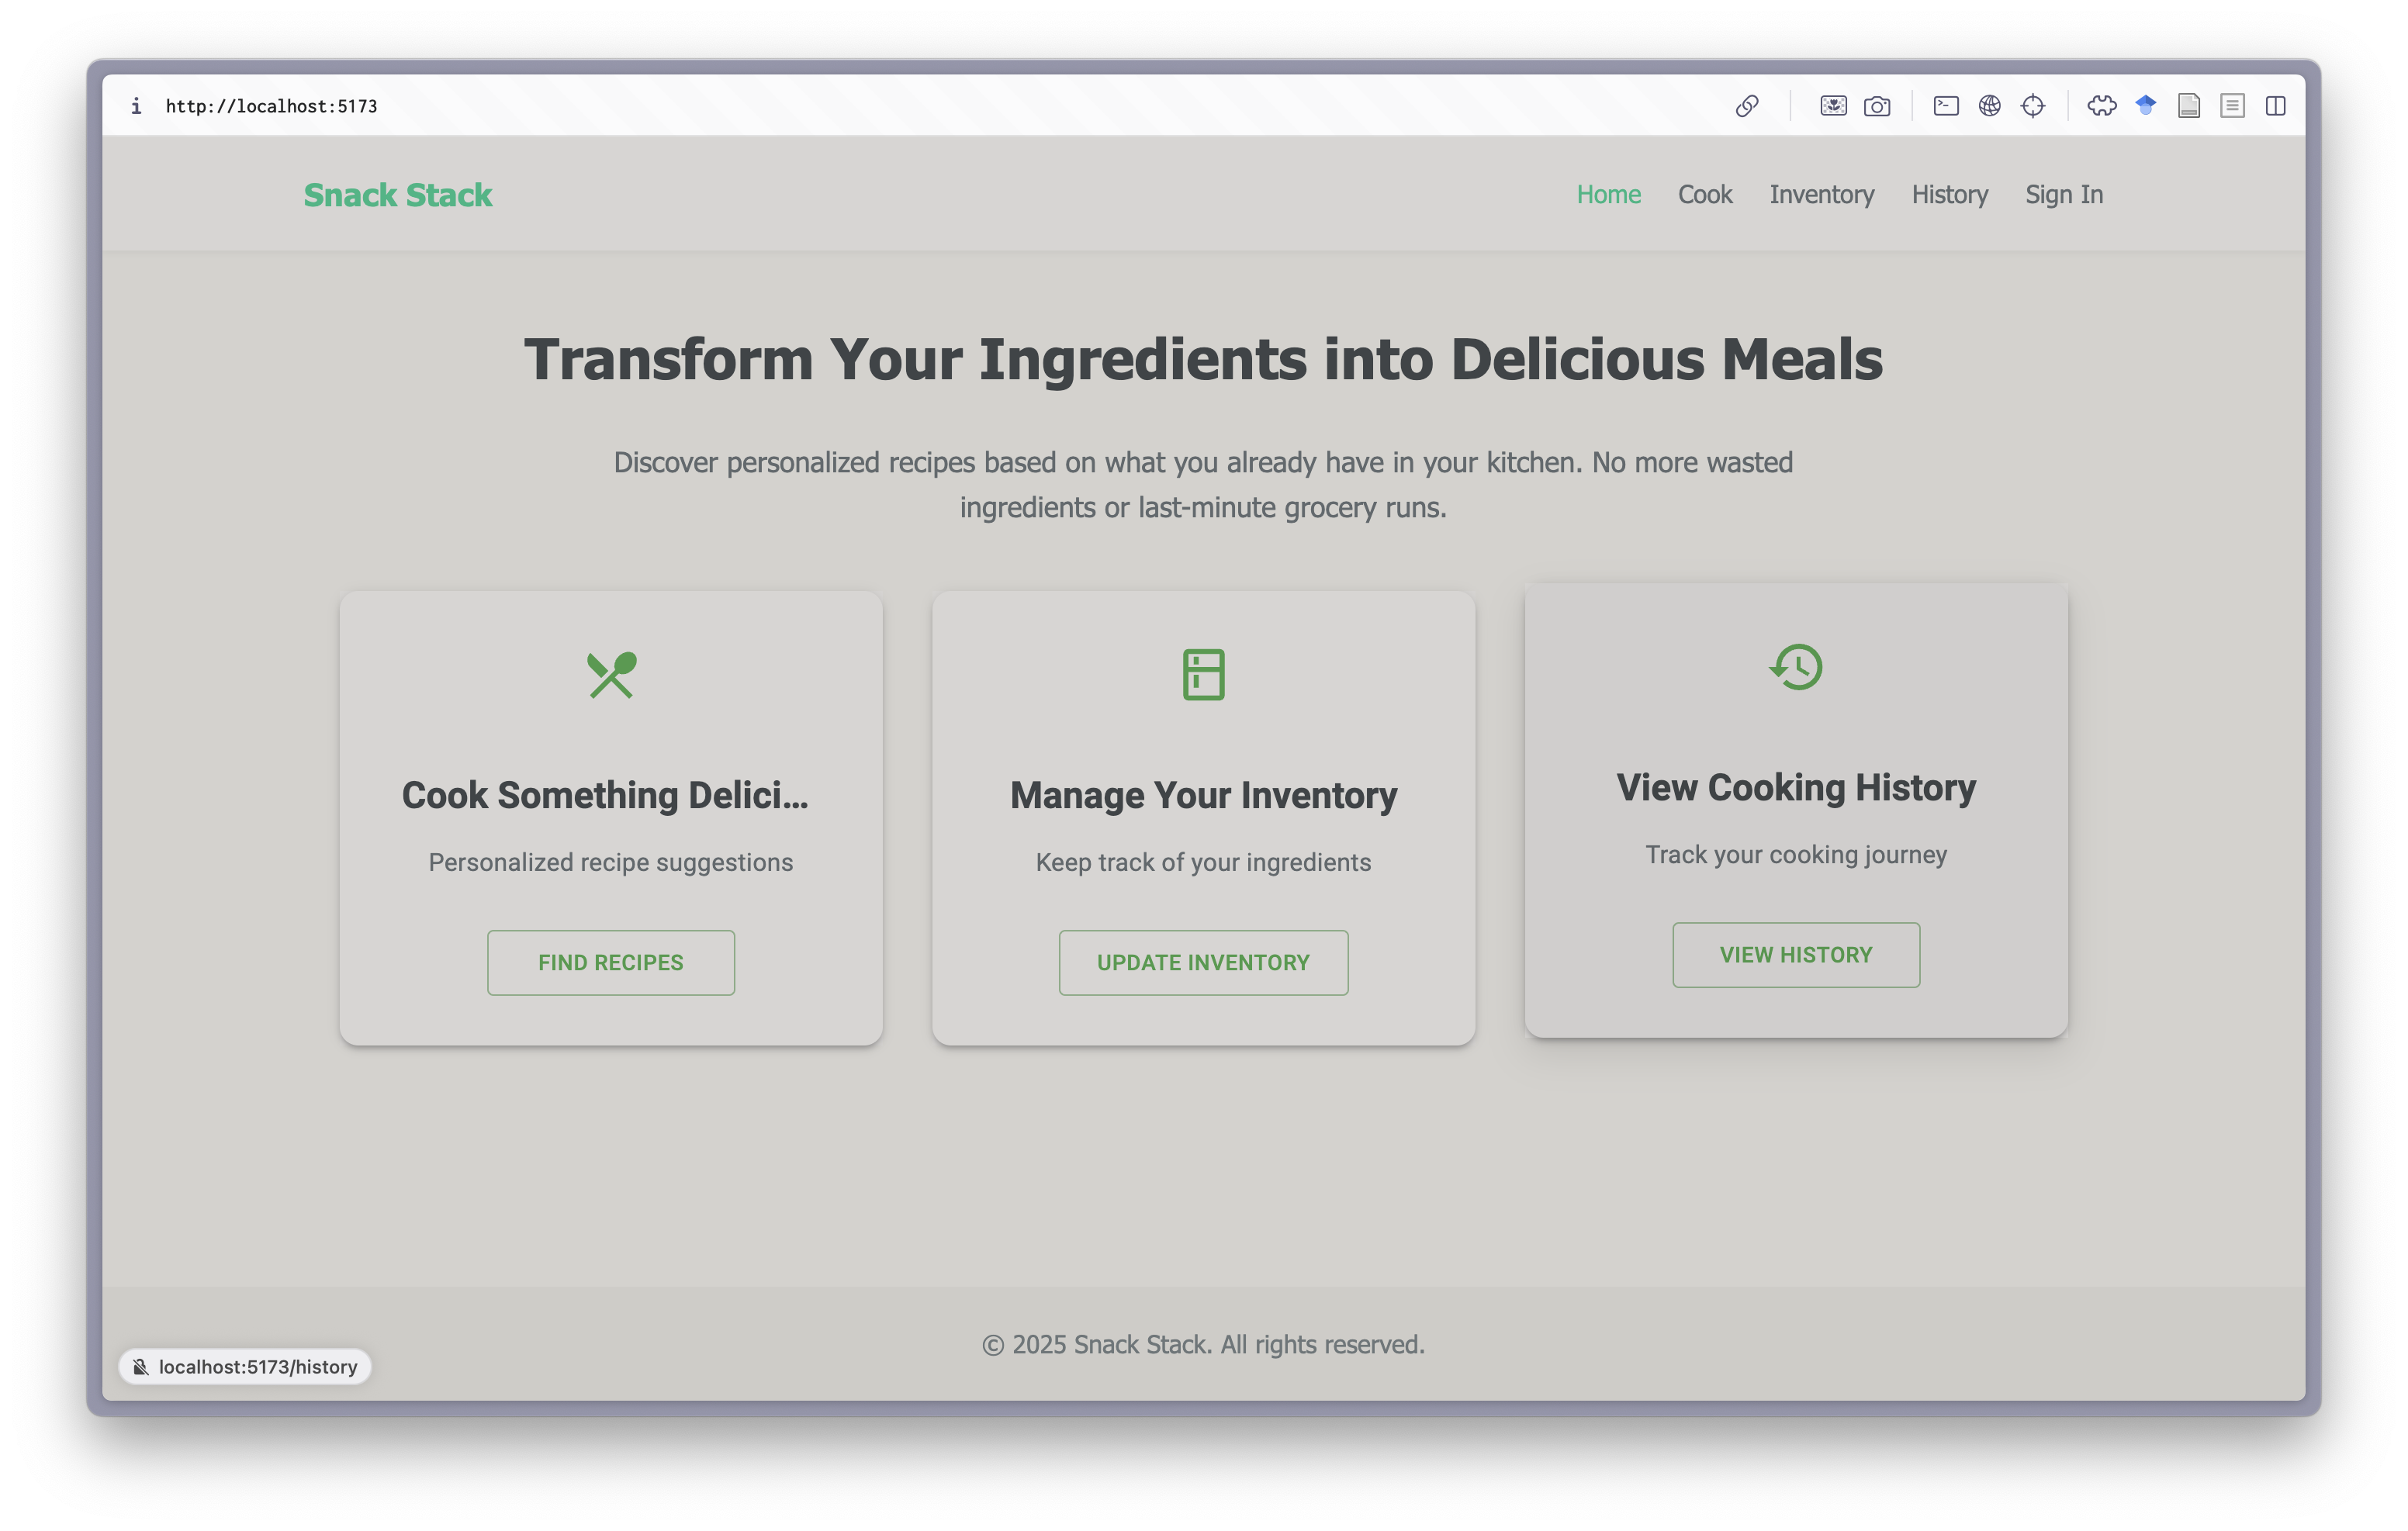 http://localhost:5173
Snack Stack
Home
Cook
Inventory
History
Sign In
Transform Your Ingredients into Delicious Meals
Discover personalized recipes based on what you already have in your kitchen. No more wasted
ingredients or last-minute grocery runs.
Cook Something Delici...
Personalized recipe suggestions
FIND RECIPES
Manage Your Inventory
Keep track of your ingredients
UPDATE INVENTORY
View Cooking History
Track your cooking journey
VIEW HISTORY
© 2025 Snack Stack. All rights reserved.
localhost:5173/history